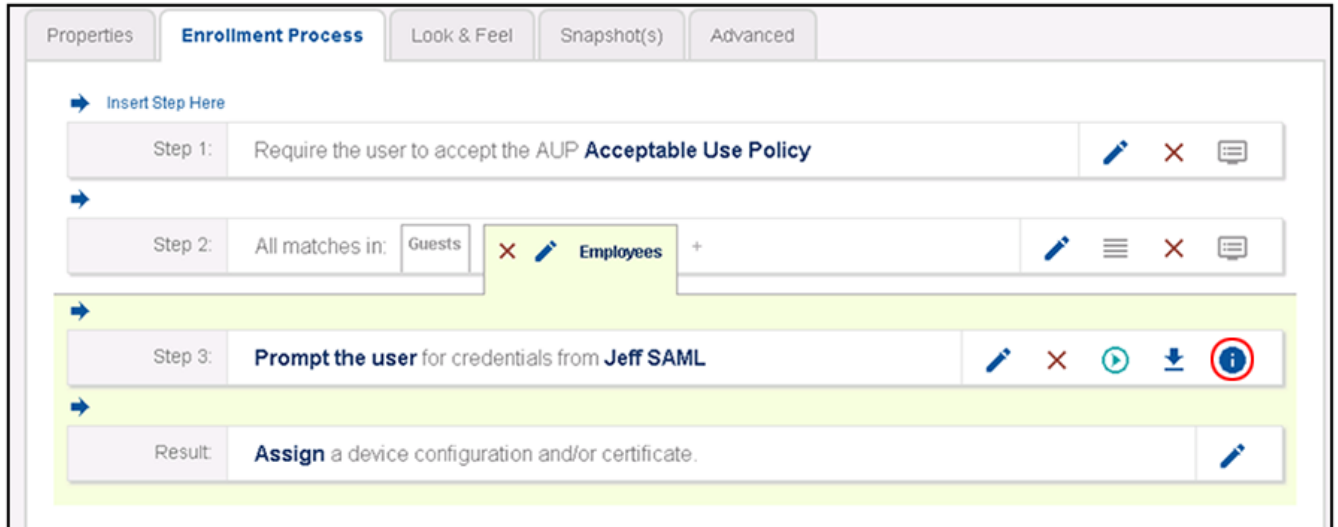 Properties Enrollment Process Look & Feel Snapshot(s) Advanced
Insert Step Here
Step 1: Require the user to accept the AUP Acceptable Use Policy
Step 2: All matches in: Guests Employees +
Step 3: Prompt the user for credentials from Jeff SAML
Result: Assign a device configuration and/or certificate.